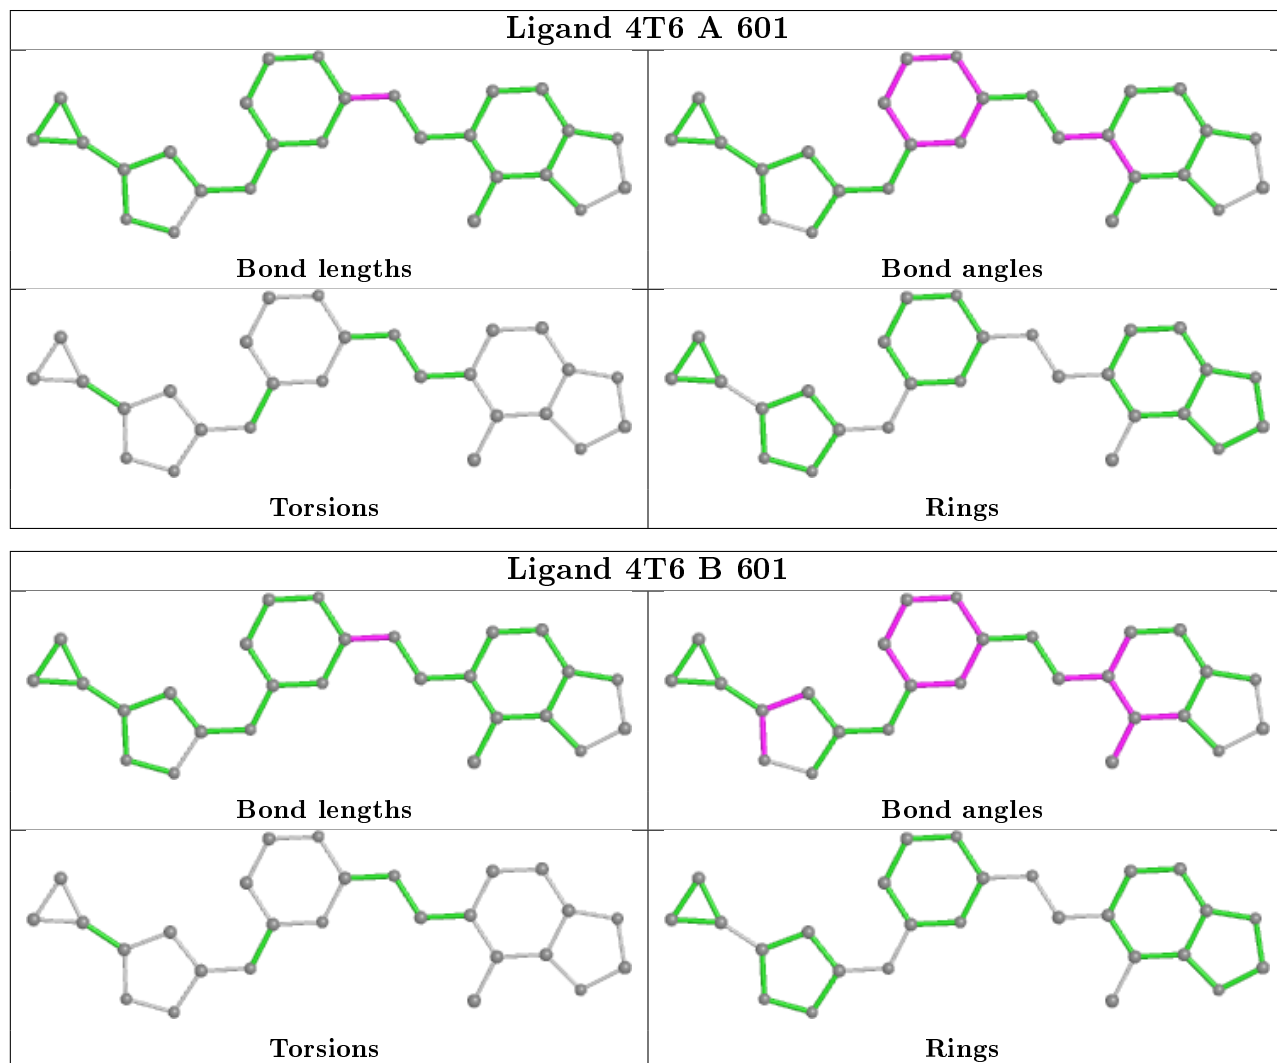 Ligand 4T6 A 601
Bond lengths
Bond angles
Torsions
Rings
Ligand 4T6 B 601
Bond lengths
Bond angles
Torsions
Rings